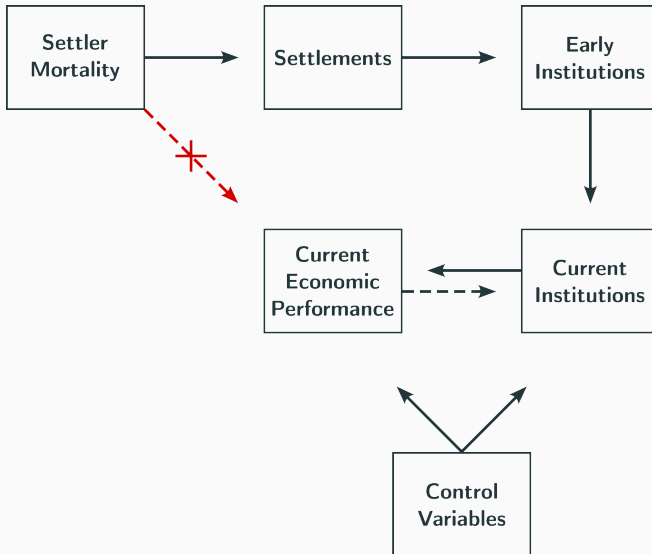 Settler
Mortality
Settlements
Early
Institutions
Current
Economic
Performance
Current
Institutions
Control
Variables